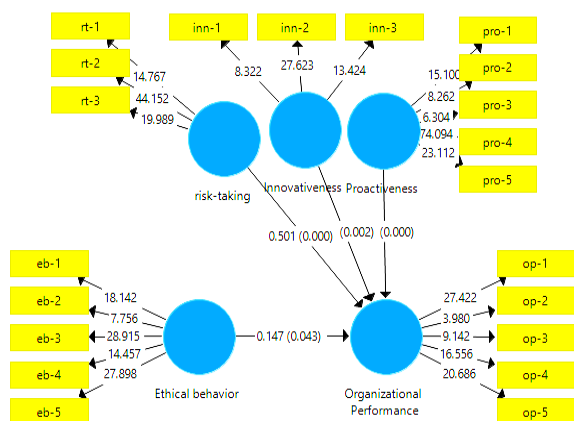 rt-1
inn-1
inn-2
inn-3
pro-1
rt-2
pro-2
rt-3
pro-3
pro-4
pro-5
14.767
44.152
19.989
8.322
27.623
13.424
15.100
8.262
6.304
74.094
23.112
risk-taking
Innovativeness
Proactiveness
0.501 (0.000)
(0.002)
(0.000)
eb-1
eb-2
eb-3
eb-4
eb-5
18.142
7.756
28.915
14.457
27.898
Ethical behavior
0.147 (0.043)
Organizational
Performance
27.422
3.980
9.142
16.556
20.686
op-1
op-2
op-3
op-4
op-5